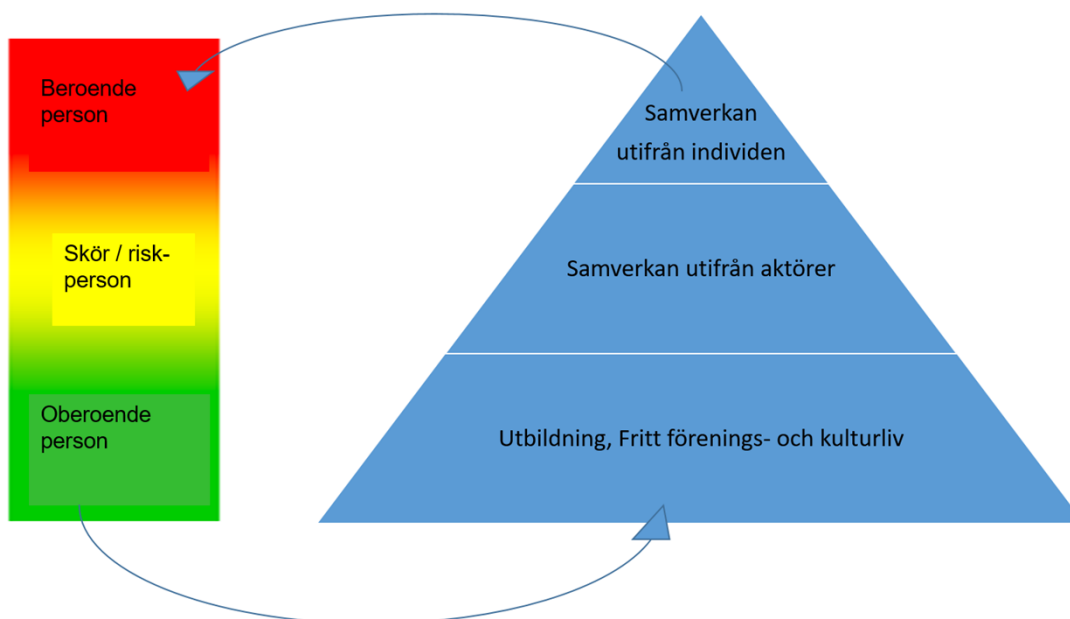 Beroende
person
Skör / risk-
person
Oberoende
person
Samverkan
utifrån individen
Samverkan utifrån aktörer
Utbildning, Fritt förenings- och kulturliv